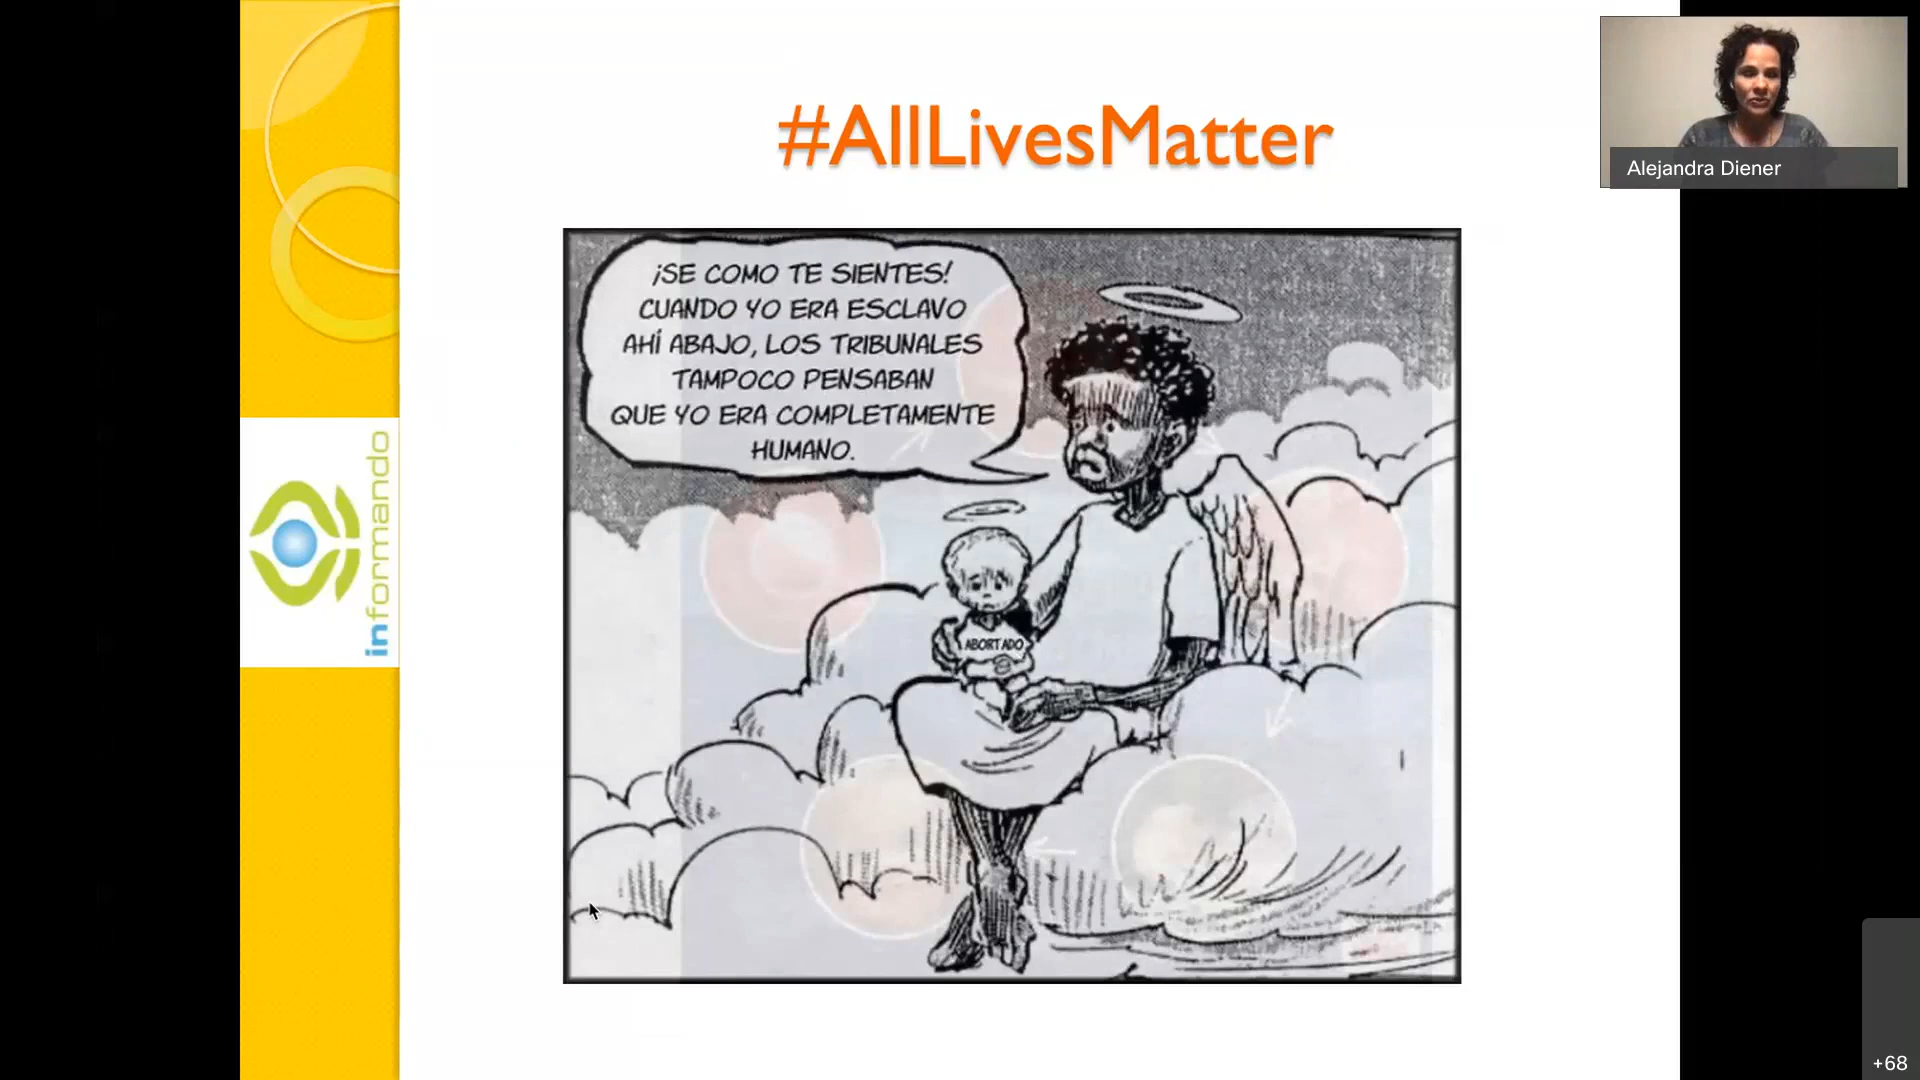 #AllLivesMatter
Alejandra Diener
¡SE COMO TE SIENTES!
CUANDO YO ERA ESCLAVO
AHÍ ABAJO, LOS TRIBUNALES
TAMPOCO PENSABAN
QUE YO ERA COMPLETAMENTE
HUMANO.
ABORTADO
informando
+68